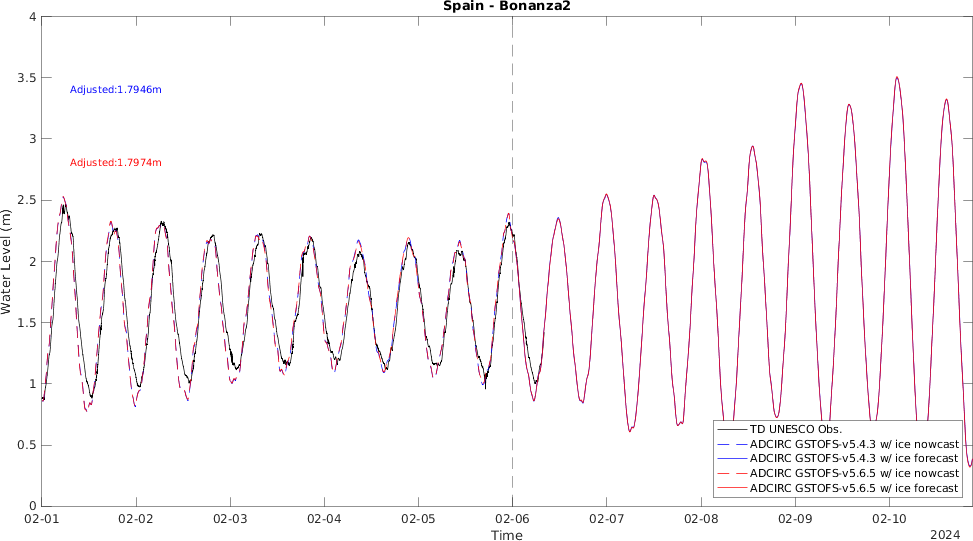 Spain - Bonanza2
4
3.5
3
2.5
2
1.5
1
0.5
0
Water Level (m)
Adjusted:1.7946m
Adjusted:1.7974m
TD UNESCO Obs.
ADCIRC GSTOFS-v5.4.3 w/ ice nowcast
ADCIRC GSTOFS-v5.4.3 w/ ice forecast
ADCIRC GSTOFS-v5.6.5 w/ ice nowcast
ADCIRC GSTOFS-v5.6.5 w/ ice forecast
02-01 02-02 02-03 02-04 02-05 02-06 02-07 02-08 02-09 02-10
Time
2024